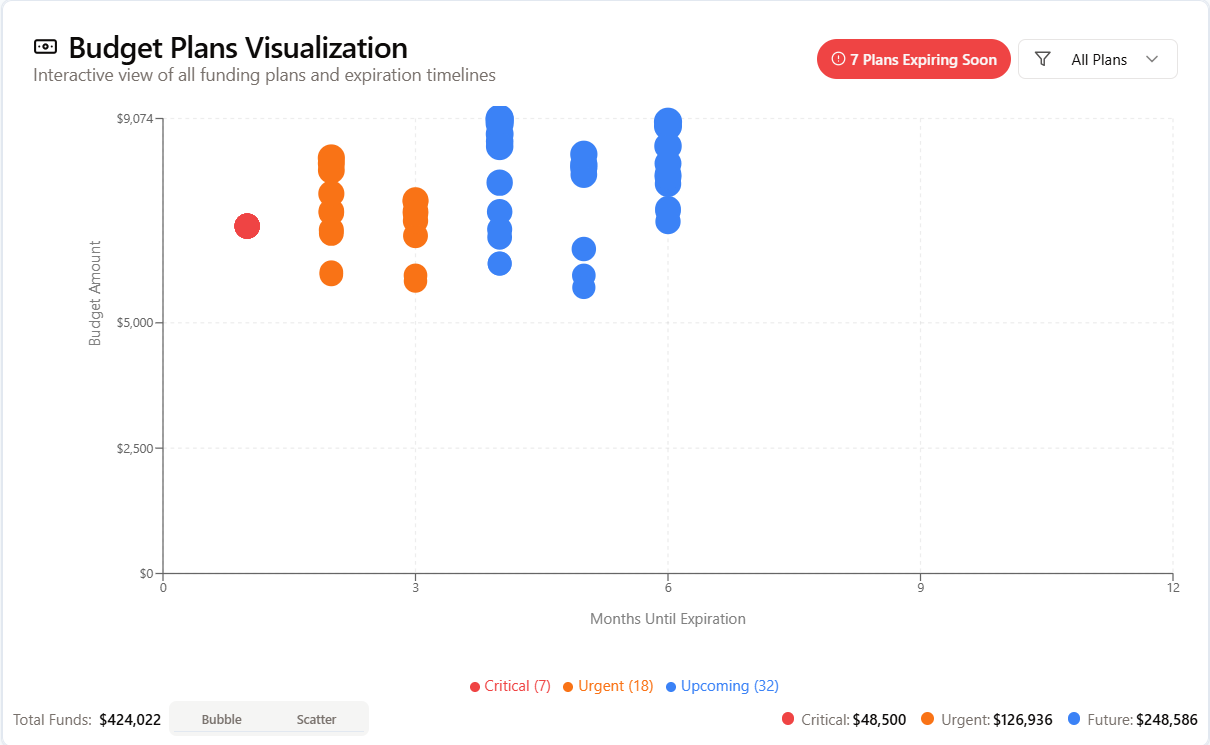 Budget Plans Visualization
Interactive view of all funding plans and expiration timelines
7 Plans Expiring Soon
All Plans
$9,074
$5,000
$2,500
$0
Budget Amount
0 3 6 9 12
Months Until Expiration
Critical (7) Urgent (18) Upcoming (32)
Total Funds: $424,022 Bubble Scatter Critical: $48,500 Urgent: $126,936 Future: $248,586